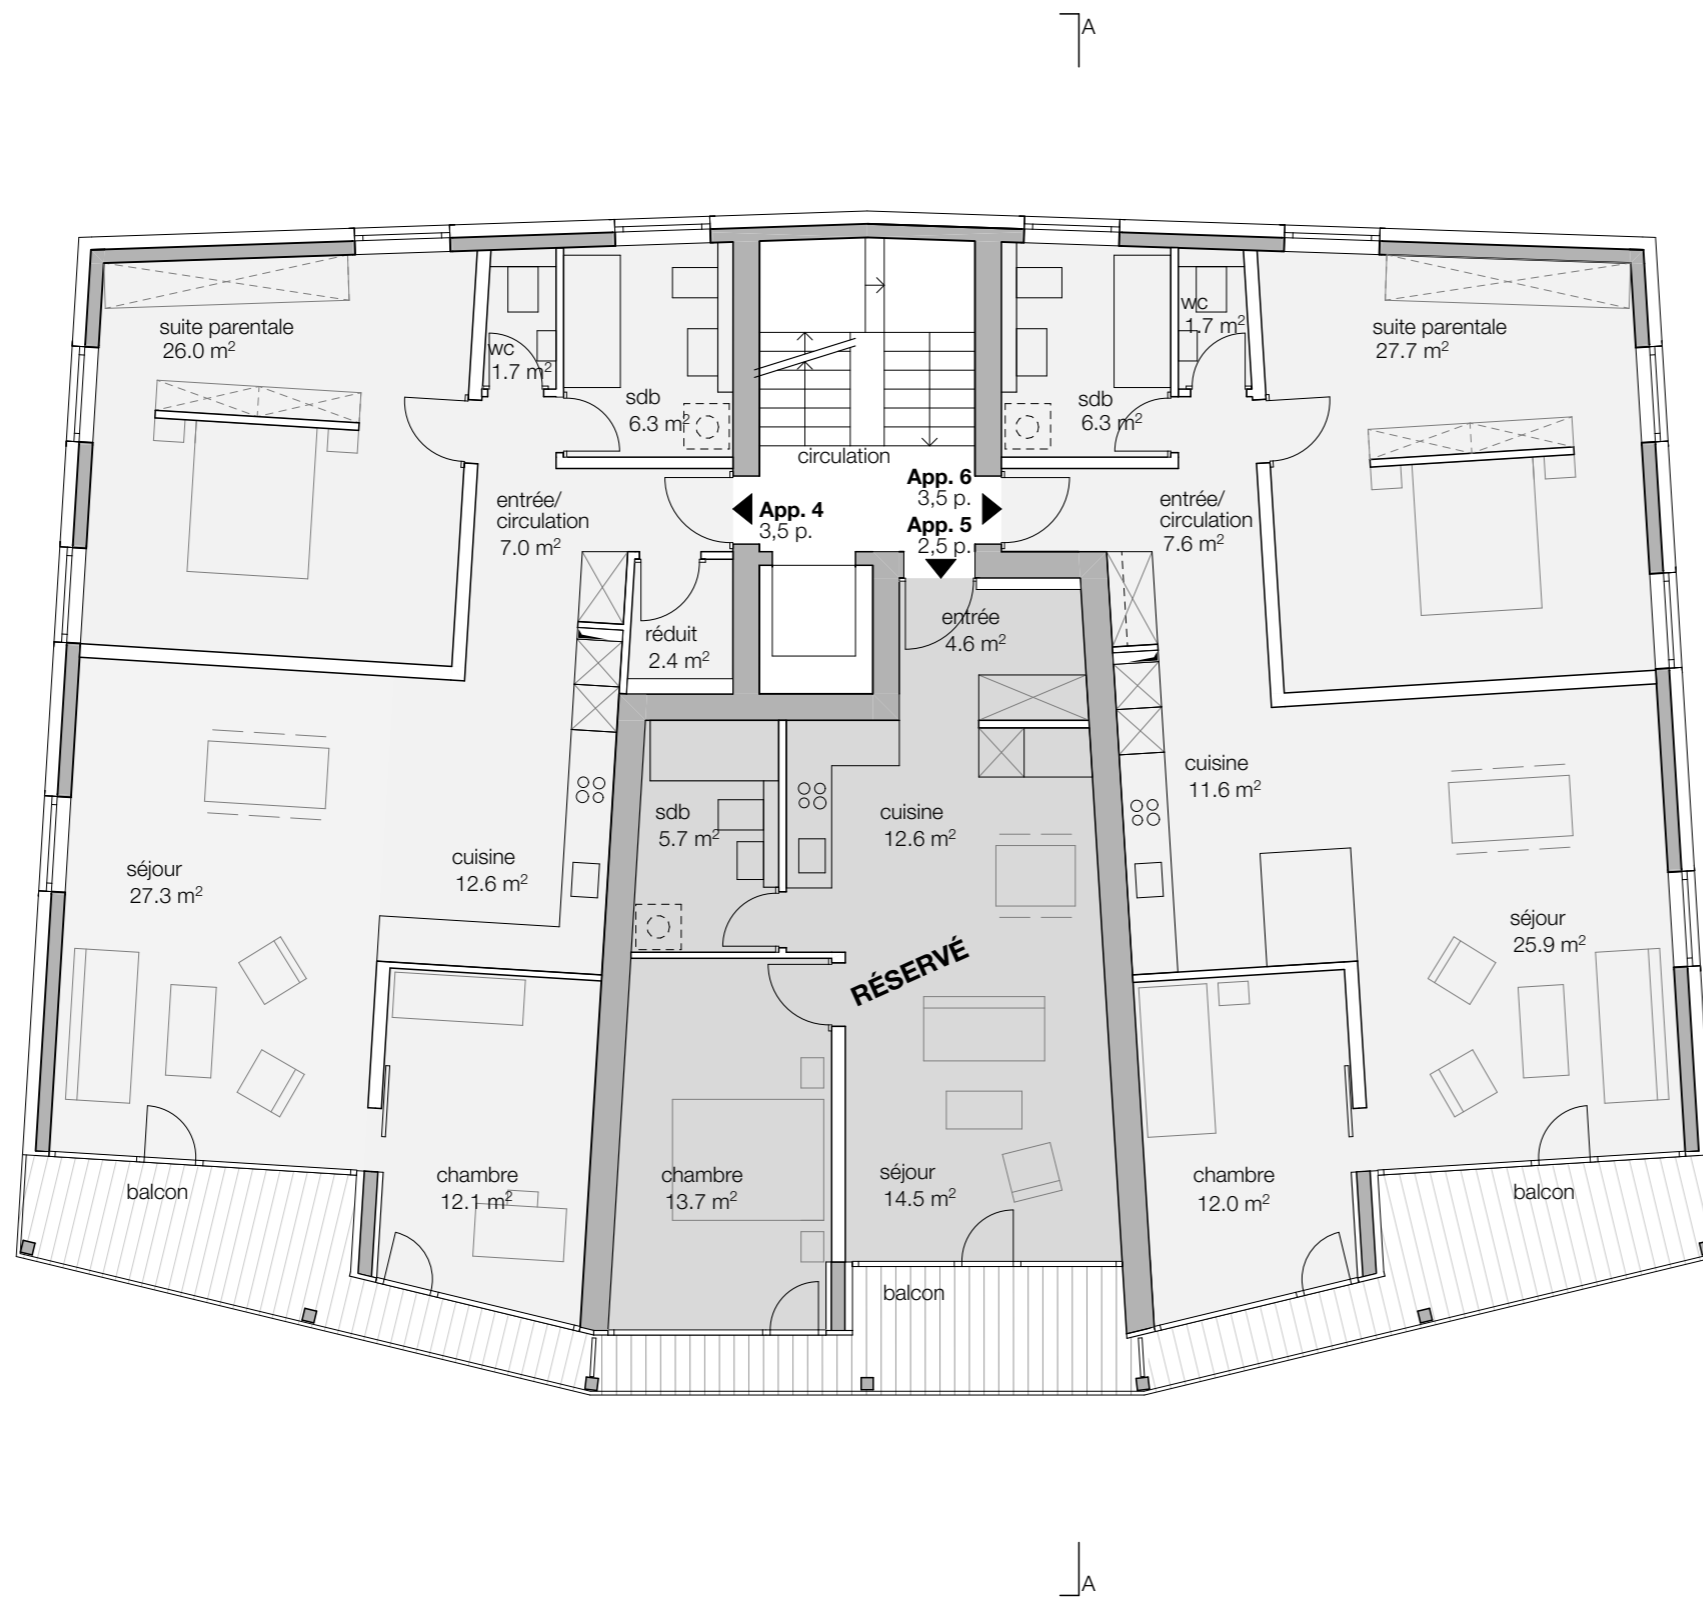 A
suite parentale
26.0 m²
wc
1.7 m²
sdb
6.3 m²
circulation
sdb
6.3 m²
wc
1.7 m²
suite parentale
27.7 m²
entrée/
circulation
7.0 m²
App. 4
3,5 p.
App. 6
3,5 p.
App. 5
2,5 p.
entrée/
circulation
7.6 m²
réduit
2.4 m²
entrée
4.6 m²
séjour
27.3 m²
cuisine
12.6 m²
sdb
5.7 m²
cuisine
12.6 m²
cuisine
11.6 m²
séjour
25.9 m²
RÉSERVÉ
balcon
chambre
12.1 m²
chambre
13.7 m²
séjour
14.5 m²
chambre
12.0 m²
balcon
balcon
A